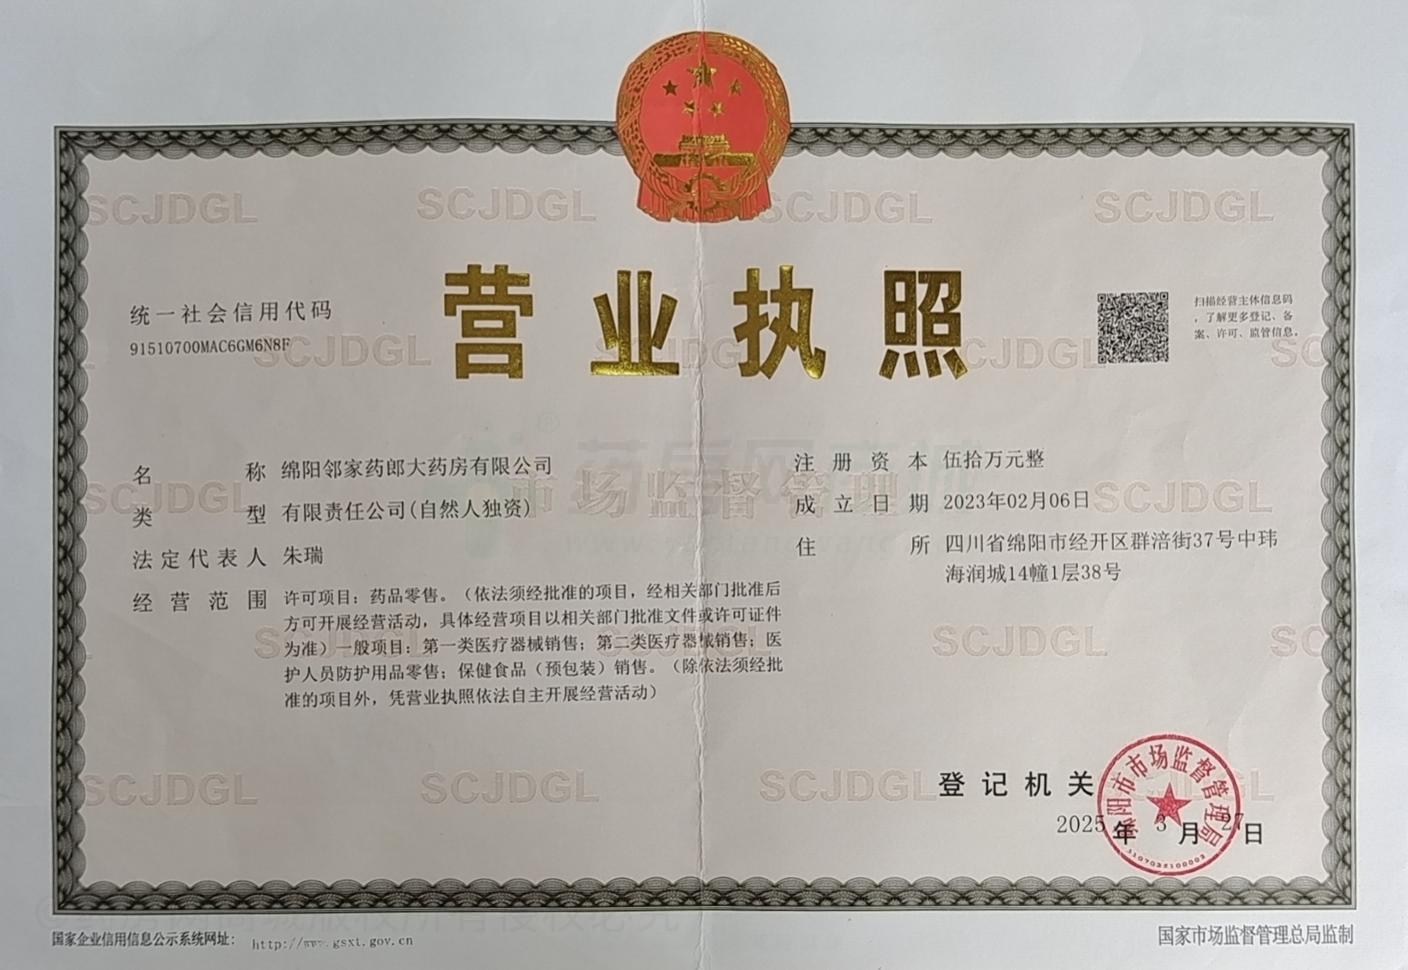 营业执照
统一社会信用代码
91510700MAC6GM6N8F
扫描经营主体信息码
，了解更多登记、备
案、许可、监管信息。
名称 绵阳邻家药郎大药房有限公司
类型 有限责任公司(自然人独资)
法定代表人 朱瑞
经营范围 许可项目：药品零售。（依法须经批准的项目，经相关部门批准后
方可开展经营活动，具体经营项目以相关部门批准文件或许可证件
为准）一般项目：第一类医疗器械销售；第二类医疗器械销售；医
护人员防护用品零售；保健食品（预包装）销售。（除依法须经批
准的项目外，凭营业执照依法自主开展经营活动）
注册资本 伍拾万元整
成立日期 2023年02月06日
住所 四川省绵阳市经开区群涪街37号中玮
海润城14幢1层38号
登记机关
绵阳市市场监督管理局
2025年3月27日
国家企业信用信息公示系统网址： http://www.gsxt.gov.cn
国家市场监督管理总局监制
SCJDGL
市场监督管理